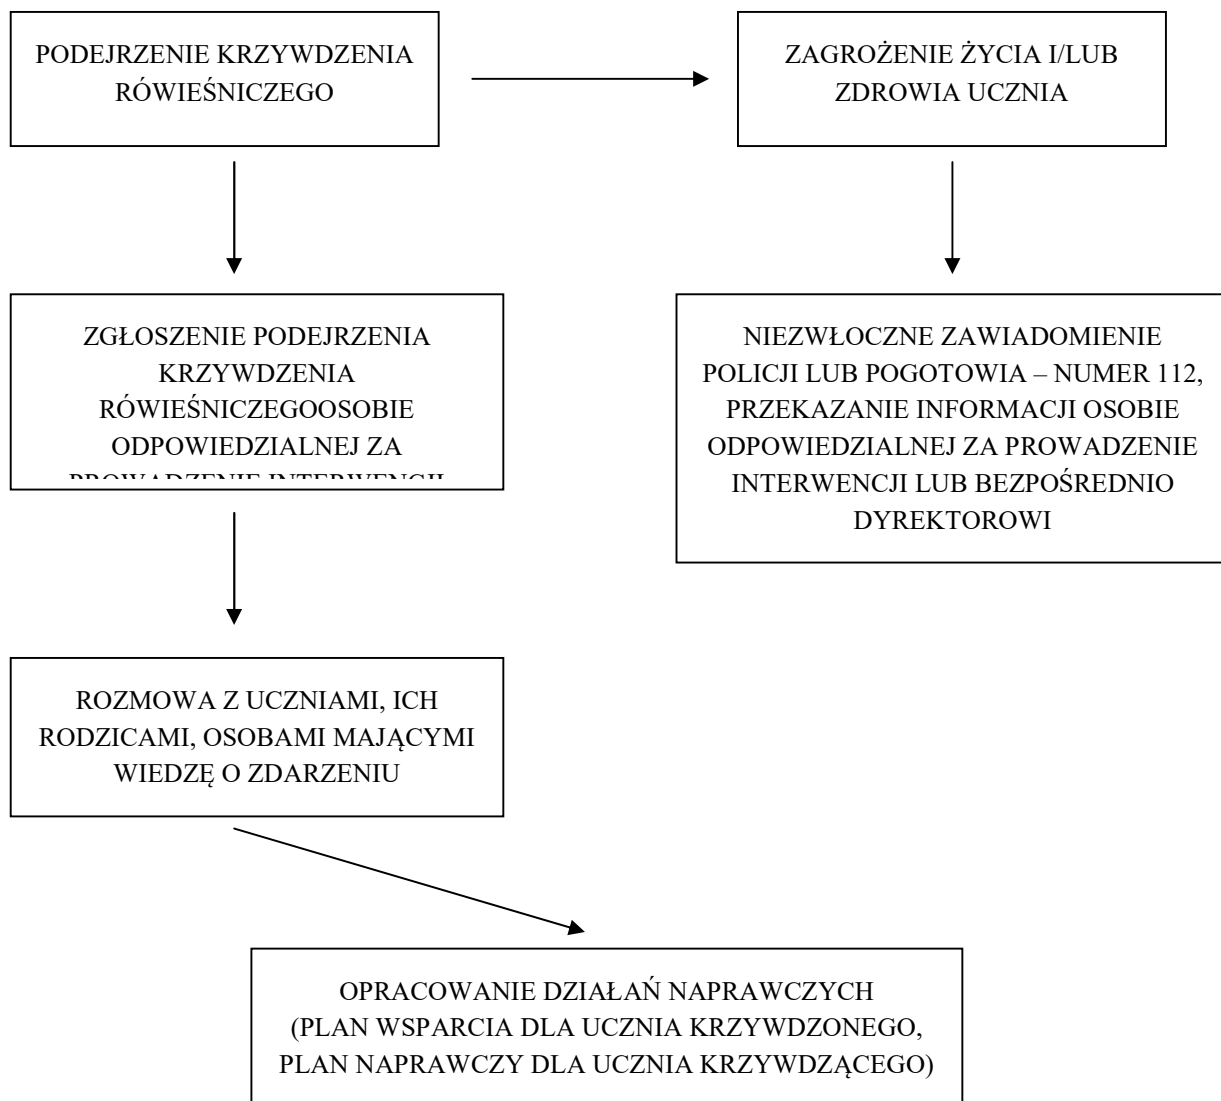 PODEJRZENIE KRZYWDZENIA
RÓWIEŚNICZEGO
ZAGROŻENIE ŻYCIA I/LUB
ZDROWIA UCZNIA
ZGŁOSZENIE PODEJRZENIA
KRZYWDZENIA
RÓWIEŚNICZEGOOSOBIE
ODPOWIEDZIALNEJ ZA
PROWADZENIE INTERWENCJI
NIEZWŁOCZNE ZAWIADOMIENIE
POLICJI LUB POGOTOWIA – NUMER 112,
PRZEKAZANIE INFORMACJI OSOBIE
ODPOWIEDZIALNEJ ZA PROWADZENIE
INTERWENCJI LUB BEZPOŚREDNIO
DYREKTOROWI
ROZMOWA Z UCZNIAMI, ICH
RODZICAMI, OSOBAMI MAJĄCYMI
WIEDZĘ O ZDARZENIU
OPRACOWANIE DZIAŁAŃ NAPRAWCZYCH
(PLAN WSPARCIA DLA UCZNIA KRZYWDZONEGO,
PLAN NAPRAWCZY DLA UCZNIA KRZYWDZĄCEGO)